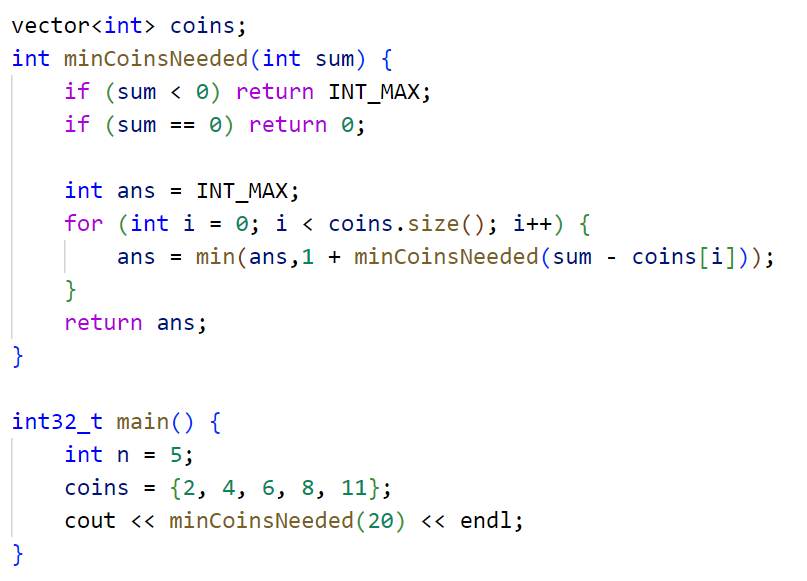 vector<int> coins;
int minCoinsNeeded(int sum) {
    if (sum < 0) return INT_MAX;
    if (sum == 0) return 0;

    int ans = INT_MAX;
    for (int i = 0; i < coins.size(); i++) {
        ans = min(ans,1 + minCoinsNeeded(sum - coins[i]));
    }
    return ans;
}

int32_t main() {
    int n = 5;
    coins = {2, 4, 6, 8, 11};
    cout << minCoinsNeeded(20) << endl;
}